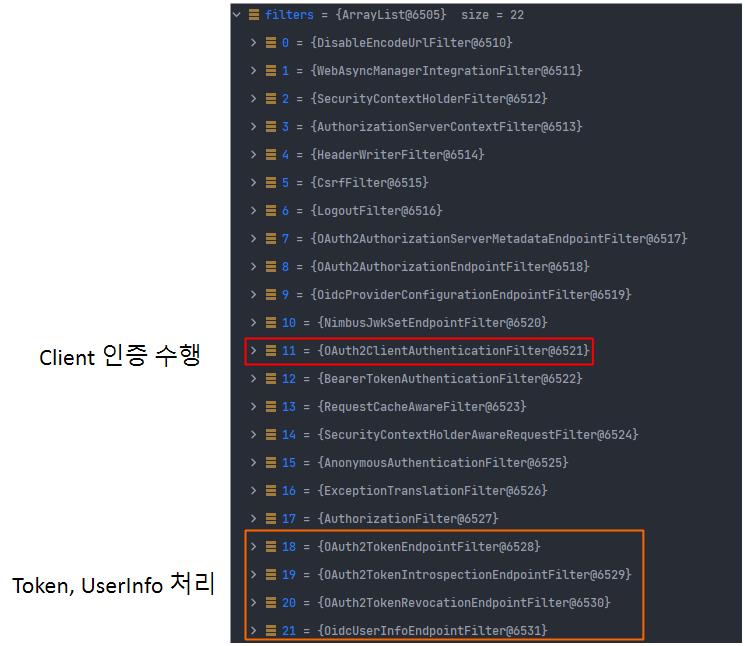 filters = {ArrayList@6505} size = 22
0 = {DisableEncodeUrlFilter@6510}
1 = {WebAsyncManagerIntegrationFilter@6511}
2 = {SecurityContextHolderFilter@6512}
3 = {AuthorizationServerContextFilter@6513}
4 = {HeaderWriterFilter@6514}
5 = {CsrfFilter@6515}
6 = {LogoutFilter@6516}
7 = {OAuth2AuthorizationServerMetadataEndpointFilter@6517}
8 = {OAuth2AuthorizationEndpointFilter@6518}
9 = {OidcProviderConfigurationEndpointFilter@6519}
10 = {NimbusJwkSetEndpointFilter@6520}
Client 인증 수행
11 = {OAuth2ClientAuthenticationFilter@6521}
12 = {BearerTokenAuthenticationFilter@6522}
13 = {RequestCacheAwareFilter@6523}
14 = {SecurityContextHolderAwareRequestFilter@6524}
15 = {AnonymousAuthenticationFilter@6525}
16 = {ExceptionTranslationFilter@6526}
17 = {AuthorizationFilter@6527}
Token, UserInfo 처리
18 = {OAuth2TokenEndpointFilter@6528}
19 = {OAuth2TokenIntrospectionEndpointFilter@6529}
20 = {OAuth2TokenRevocationEndpointFilter@6530}
21 = {OidcUserInfoEndpointFilter@6531}